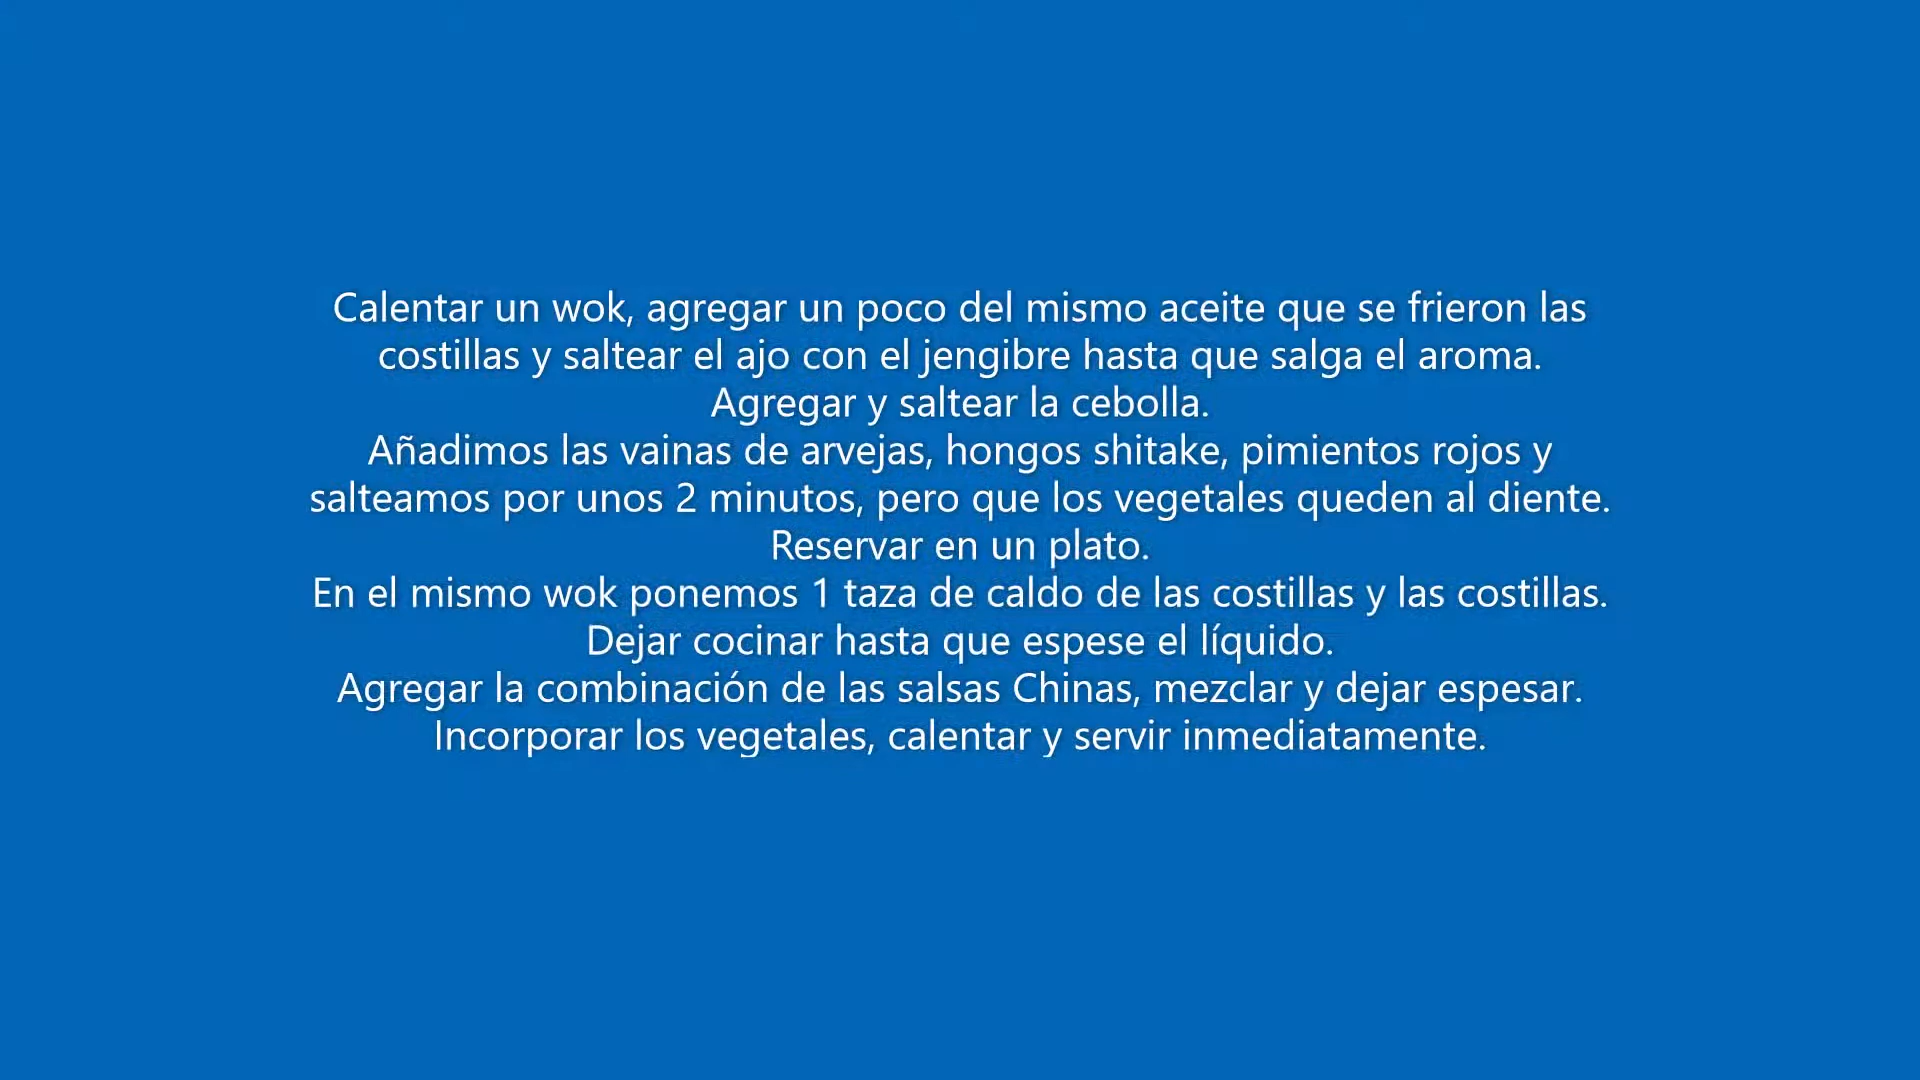 Calentar un wok, agregar un poco del mismo aceite que se frieron las
costillas y saltear el ajo con el jengibre hasta que salga el aroma.
Agregar y saltear la cebolla.
Añadimos las vainas de arvejas, hongos shitake, pimientos rojos y
salteamos por unos 2 minutos, pero que los vegetales queden al diente.
Reservar en un plato.
En el mismo wok ponemos 1 taza de caldo de las costillas y las costillas.
Dejar cocinar hasta que espese el líquido.
Agregar la combinación de las salsas Chinas, mezclar y dejar espesar.
Incorporar los vegetales, calentar y servir inmediatamente.